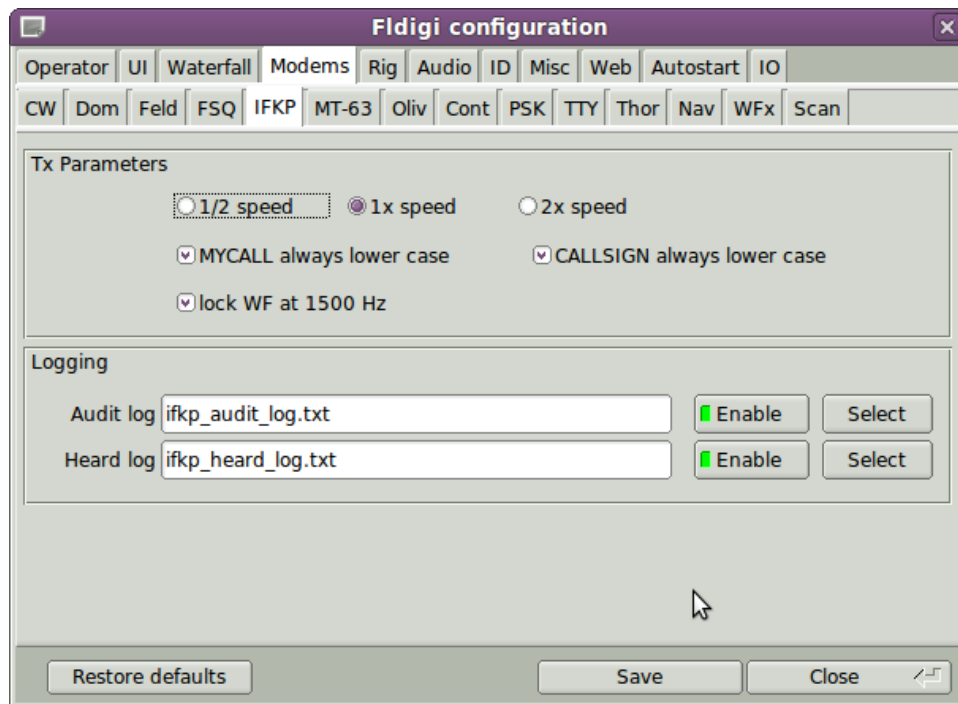 Fldigi configuration
Operator UI Waterfall Modems Rig Audio ID Misc Web Autostart IO
CW Dom Feld FSQ IFKP MT-63 Oliv Cont PSK TTY Thor Nav WFx Scan
Tx Parameters
1/2 speed 1x speed 2x speed
MYCALL always lower case CALLSIGN always lower case
lock WF at 1500 Hz
Logging
Audit log ifkp_audit_log.txt Enable Select
Heard log ifkp_heard_log.txt Enable Select
Restore defaults Save Close